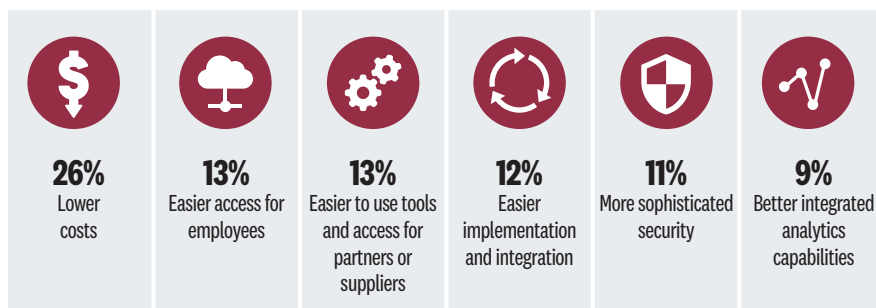 26%
Lower
costs
13%
Easier access for
employees
13%
Easier to use tools
and access for
partners or
suppliers
12%
Easier
implementation
and integration
11%
More sophisticated
security
9%
Better integrated
analytics
capabilities